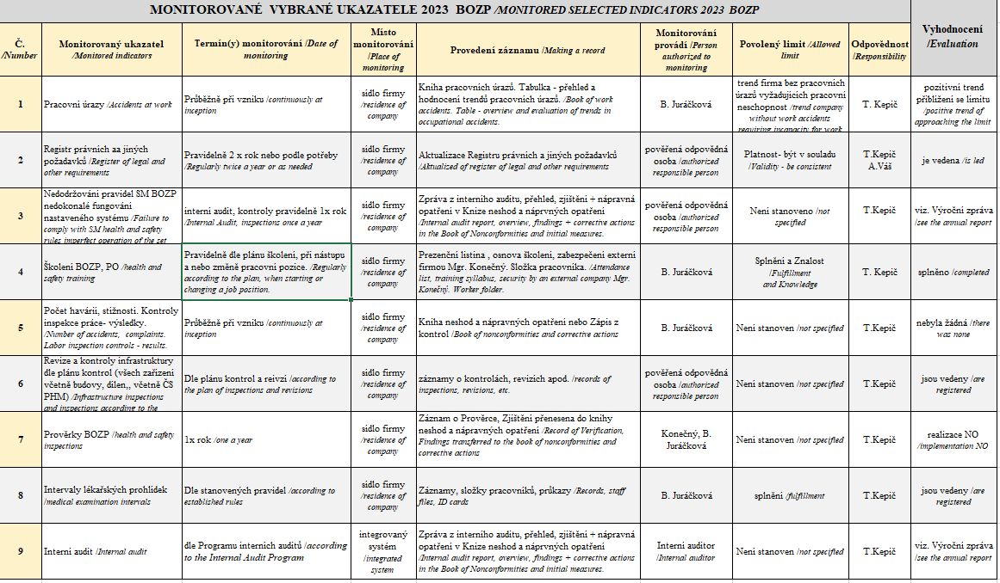 MONITOROVANÉ VYBRANÉ UKAZATELE 2023 BOZP /MONITORED SELECTED INDICATORS 2023 BOZP
Č.
/Number
Monitorovaný ukazatel
/Monitored indicators
Termín(y) monitorování /Date of
monitoring
Místo
monitorování
/Place of
monitoring
Provedení záznamu /Making a record
Monitorování
provádí /Person
authorized to
monitoring
Povolený limit /Allowed
limit
Odpovědnost
/Responsibility
Vyhodnocení
/Evaluation
1
Pracovní úrazy /Accidents at work
Průběžně při vzniku /continuously at
inception
sídlo firmy
/residence of
company
Kniha pracovních úrazů. Tabulka - přehled a
hodnocení trendů pracovních úrazů. /Book of work
accidents. Table - overview and evaluation of trends in
occupational accidents.
B. Juráčková
trend firma bez pracovních
úrazů vyžadujících pracovní
neschopnost /trend company
without work accidents
requiring incapacity for work
T. Kepič
pozitivní trend
přiblížení se limitu
/positive trend of
approaching the limit
2
Registr právních aa jiných
požadavků /Register of legal and
other requirements
Pravidelně 2 x rok nebo podle potřeby
/Regularly twice a year or as needed
sídlo firmy
/residence of
company
Aktualizace Registru právních a jiných požadavků
/Aktualized of register of legal and other requirements
pověřená odpovědná
osoba /authorized
responsible person
Platnost- být v souladu
/Validity - be consistent
T.Kepič
A.Váš
je vedena /is led
3
Nedodržování pravidel SM BOZP
nedokonalé fungování
nastaveného systému /Failure to
comply with SM health and safety
rules imperfect operation of the set
interní audit, kontroly pravidelně 1x rok
/Internal Audit, inspections once a year
sídlo firmy
/residence of
company
Zpráva z interního auditu, přehled, zjištění + nápravná
opatření v Knize neshod a náprvných opatření
/Internal audit report, overview, findings + corrective actions
in the Book of Nonconformities and initial measures.
pověřená odpovědná
osoba /authorized
responsible person
Není stanoveno /not
specified
T.Kepič
viz. Výroční zpráva
/see the annual report
4
Školení BOZP, PO /health and
safety training
Pravidelně dle plánu školení, při nástupu
a nebo změně pracovní pozice. /Regularly
according to the plan, when starting or
changing a job position.
sídlo firmy
/residence of
company
Prezenční listina , osnova školení, zabezpečení externí
firmou Mgr. Konečný. Složka pracovníka. /Attendance
list, training syllabus, security by an external company Mgr.
Konečný. Worker folder.
B. Juráčková
Splnění a Znalost
/Fulfillment
and Knowledge
T. Kepič
splněno /completed
5
Počet havárií, stížností. Kontroly
inspekce práce- výsledky.
/Number of accidents, complaints.
Labor inspection controls - results.
Průběžně při vzniku /continuously at
inception
sídlo firmy
/residence of
company
Kniha neshod a nápravných opatření nebo Zápis z
kontrol /Book of nonconformities and corrective actions
B. Juráčková
Není stanoven /not specified
T.Kepič
nebyla žádná /there
was none
6
Revize a kontroly infrastruktury
dle plánu kontrol (všech zařízení
včetně budovy, dílen,, včetně ČS
PHM) /Infrastructure inspections
and inspections according to the
Dle plánu kontrol a reivzí /according to
the plan of inspections and revisions
sídlo firmy
/residence of
company
záznamy o kontrolách, revizích apod. /records of
inspections, revisions, etc.
pověřená odpovědná
osoba /authorized
responsible person
Není stanoven /not specified
T.Kepič
jsou vedeny /are
registered
7
Prověrky BOZP /health and safety
inspections
1x rok /one a year
sídlo firmy
/residence of
company
Záznam o Prověrce, Zjištění přenesena do knihy
neshod a nápravných opatření /Record of Verification,
Findings transferred to the book of nonconformities and
corrective actions
Konečný, B.
Juráčková
Není stanoven /not specified
T.Kepič
realizace NO
/implementation NO
8
Intervaly lékařských prohlídek
/medical examination intervals
Dle stanovených pravidel /according to
established rules
sídlo firmy
/residence of
company
Záznamy, složky pracovníků, průkazy /Records, staff
files, ID cards
B. Juráčková
splnění /fulfillment
T.Kepič
jsou vedeny /are
registered
9
Interní audit /Internal audit
dle Programu interních auditů /according
to the Internal Audit Program
integrovaný
systém
/integrated
system
Zpráva z interního auditu, přehled, zjištění + nápravná
opatření v Knize neshod a náprvných opatření
/Internal audit report, overview, findings + corrective actions
in the Book of Nonconformities and initial measures.
Interní auditor
/Internal auditor
Není stanoven /not specified
T.Kepič
viz. Výroční zpráva
/see the annual report